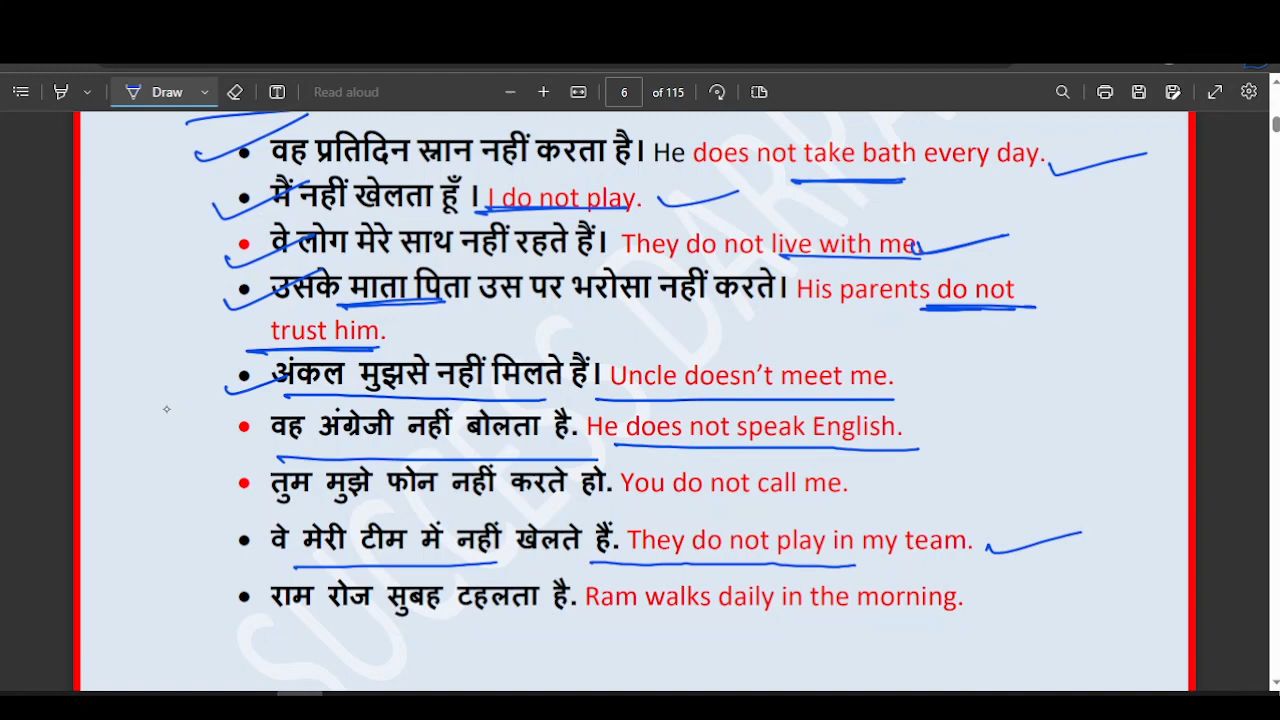 Draw
Read aloud
6 of 115
वह प्रतिदिन स्नान नहीं करता है। He does not take bath every day.
मैं नहीं खेलता हूँ । I do not play.
वे लोग मेरे साथ नहीं रहते हैं। They do not live with me
उसके माता पिता उस पर भरोसा नहीं करते। His parents do not
trust him.
अंकल मुझसे नहीं मिलते हैं। Uncle doesn’t meet me.
वह अंग्रेजी नहीं बोलता है. He does not speak English.
तुम मुझे फोन नहीं करते हो. You do not call me.
वे मेरी टीम में नहीं खेलते हैं. They do not play in my team.
राम रोज सुबह टहलता है. Ram walks daily in the morning.
SUCCESS DARPA